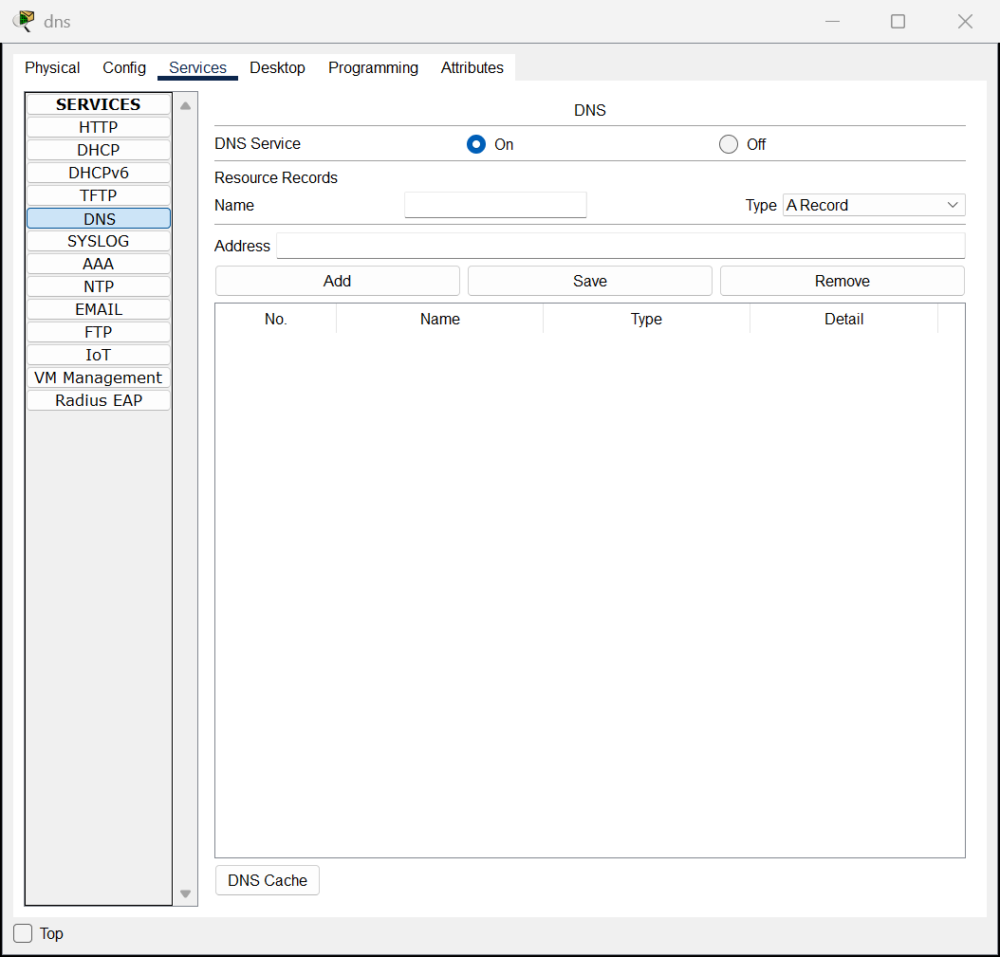 dns
Physical Config Services Desktop Programming Attributes
SERVICES
HTTP
DHCP
DHCPv6
TFTP
DNS
SYSLOG
AAA
NTP
EMAIL
FTP
IoT
VM Management
Radius EAP
DNS
DNS Service On Off
Resource Records
Name Type A Record
Address
Add Save Remove
No. Name Type Detail
DNS Cache
Top